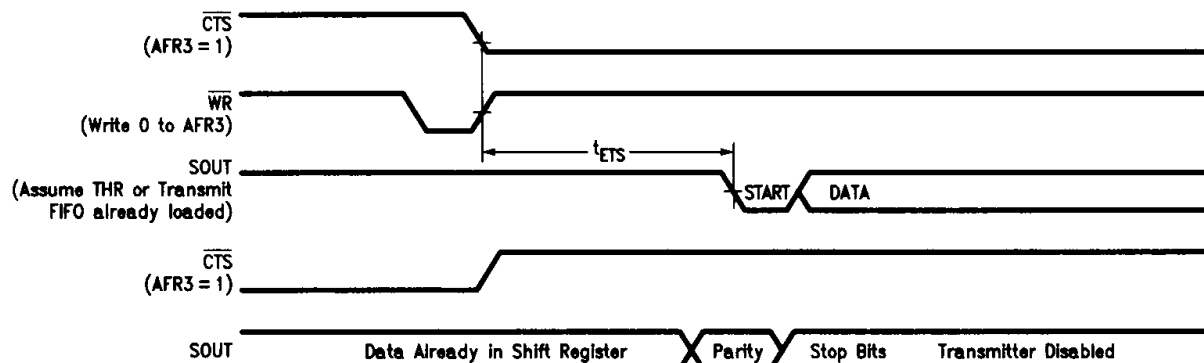 CTS
(AFR3 = 1)
WR
(Write 0 to AFR3)
tETS
SOUT
(Assume THR or Transmit
FIFO already loaded)
START DATA
CTS
(AFR3 = 1)
SOUT Data Already in Shift Register Parity Stop Bits Transmitter Disabled